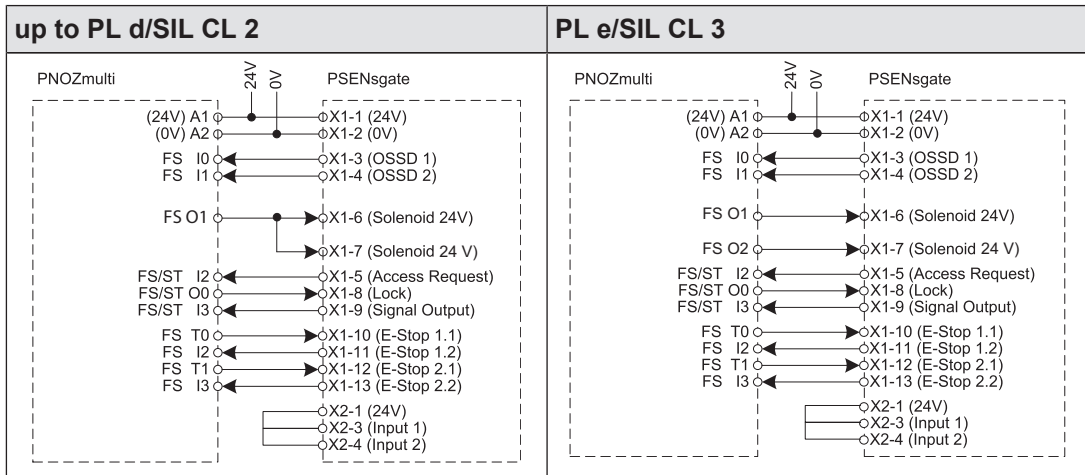 up to PL d/SIL CL 2
PNOZmulti
24V
0V
PSENsgate
(24V) A1 X1-1 (24V)
(0V) A2 X1-2 (0V)
FS I0 X1-3 (OSSD 1)
FS I1 X1-4 (OSSD 2)
FS O1 X1-6 (Solenoid 24V)
X1-7 (Solenoid 24 V)
FS/ST I2 X1-5 (Access Request)
FS/ST O0 X1-8 (Lock)
FS/ST I3 X1-9 (Signal Output)
FS T0 X1-10 (E-Stop 1.1)
FS I2 X1-11 (E-Stop 1.2)
FS T1 X1-12 (E-Stop 2.1)
FS I3 X1-13 (E-Stop 2.2)
X2-1 (24V)
X2-3 (Input 1)
X2-4 (Input 2)
PL e/SIL CL 3
PNOZmulti
24V
0V
PSENsgate
(24V) A1 X1-1 (24V)
(0V) A2 X1-2 (0V)
FS I0 X1-3 (OSSD 1)
FS I1 X1-4 (OSSD 2)
FS O1 X1-6 (Solenoid 24V)
FS O2 X1-7 (Solenoid 24 V)
FS/ST I2 X1-5 (Access Request)
FS/ST O0 X1-8 (Lock)
FS/ST I3 X1-9 (Signal Output)
FS T0 X1-10 (E-Stop 1.1)
FS I2 X1-11 (E-Stop 1.2)
FS T1 X1-12 (E-Stop 2.1)
FS I3 X1-13 (E-Stop 2.2)
X2-1 (24V)
X2-3 (Input 1)
X2-4 (Input 2)